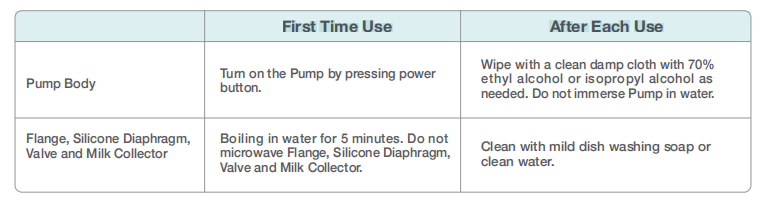 First Time Use
After Each Use
Pump Body
Turn on the Pump by pressing power
button.
Wipe with a clean damp cloth with 70%
ethyl alcohol or isopropyl alcohol as
needed. Do not immerse Pump in water.
Flange, Silicone Diaphragm,
Valve and Milk Collector
Boiling in water for 5 minutes. Do not
microwave Flange, Silicone Diaphragm,
Valve and Milk Collector.
Clean with mild dish washing soap or
clean water.